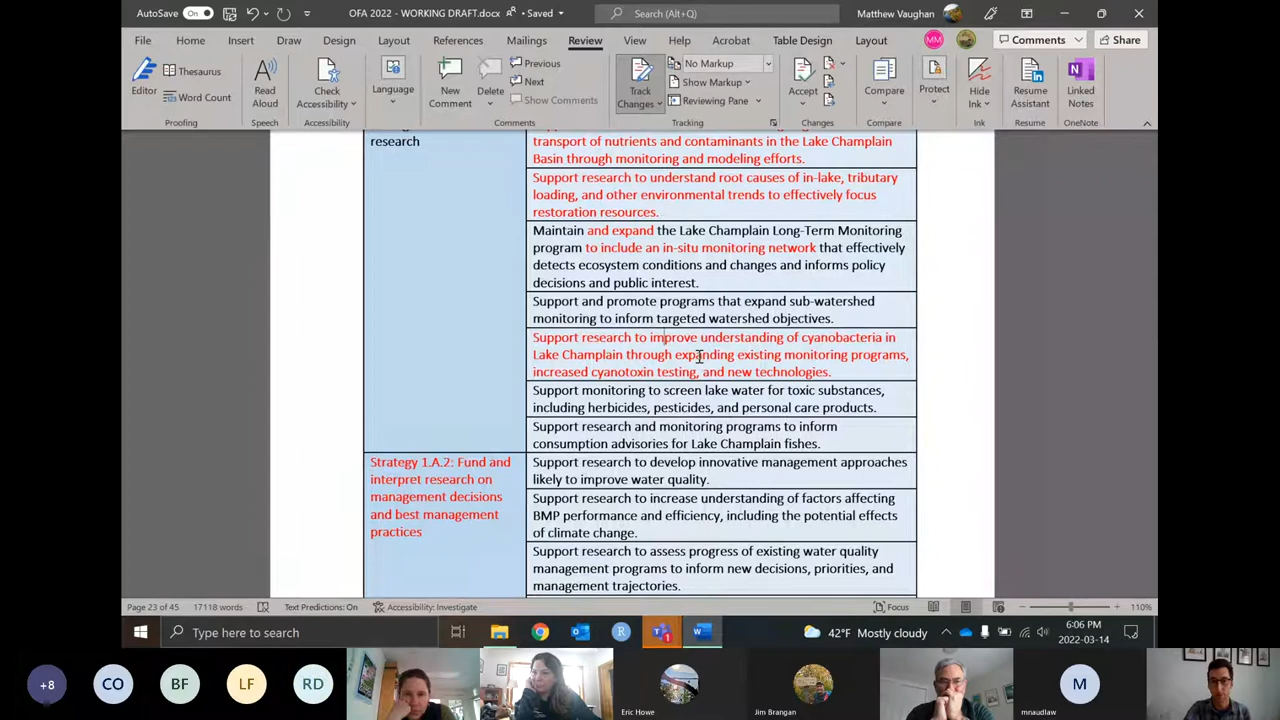 AutoSave
OFA 2022 - WORKING DRAFT.docx • Saved
Search (Alt+Q)
Matthew Vaughan
File Home Insert Draw Design Layout References Mailings Review View Help Acrobat Table Design Layout
MM
Comments
Share
Editor
Thesaurus
Word Count
Proofing
Read Aloud
Speech
Check Accessibility
Accessibility
Language
New Comment
Delete
Previous
Next
Show Comments
Comments
Track Changes
No Markup
Show Markup
Reviewing Pane
Tracking
Accept
Changes
Compare
Compare
Protect
Hide Ink
Ink
Resume Assistant
Resume
Linked Notes
OneNote
research
transport of nutrients and contaminants in the Lake Champlain
Basin through monitoring and modeling efforts.
Support research to understand root causes of in-lake, tributary
loading, and other environmental trends to effectively focus
restoration resources.
Maintain and expand the Lake Champlain Long-Term Monitoring
program to include an in-situ monitoring network that effectively
detects ecosystem conditions and changes and informs policy
decisions and public interest.
Support and promote programs that expand sub-watershed
monitoring to inform targeted watershed objectives.
Support research to improve understanding of cyanobacteria in
Lake Champlain through expanding existing monitoring programs,
increased cyanotoxin testing, and new technologies.
Support monitoring to screen lake water for toxic substances,
including herbicides, pesticides, and personal care products.
Support research and monitoring programs to inform
consumption advisories for Lake Champlain fishes.
Strategy 1.A.2: Fund and
interpret research on
management decisions
and best management
practices
Support research to develop innovative management approaches
likely to improve water quality.
Support research to increase understanding of factors affecting
BMP performance and efficiency, including the potential effects
of climate change.
Support research to assess progress of existing water quality
management programs to inform new decisions, priorities, and
management trajectories.
Page 23 of 45 17118 words Text Predictions: On Accessibility: Investigate Focus 110%
Type here to search
42°F Mostly cloudy
6:06 PM
2022-03-14
+8 CO BF LF RD
Eric Howe
Jim Brangan
M
mnaudlaw